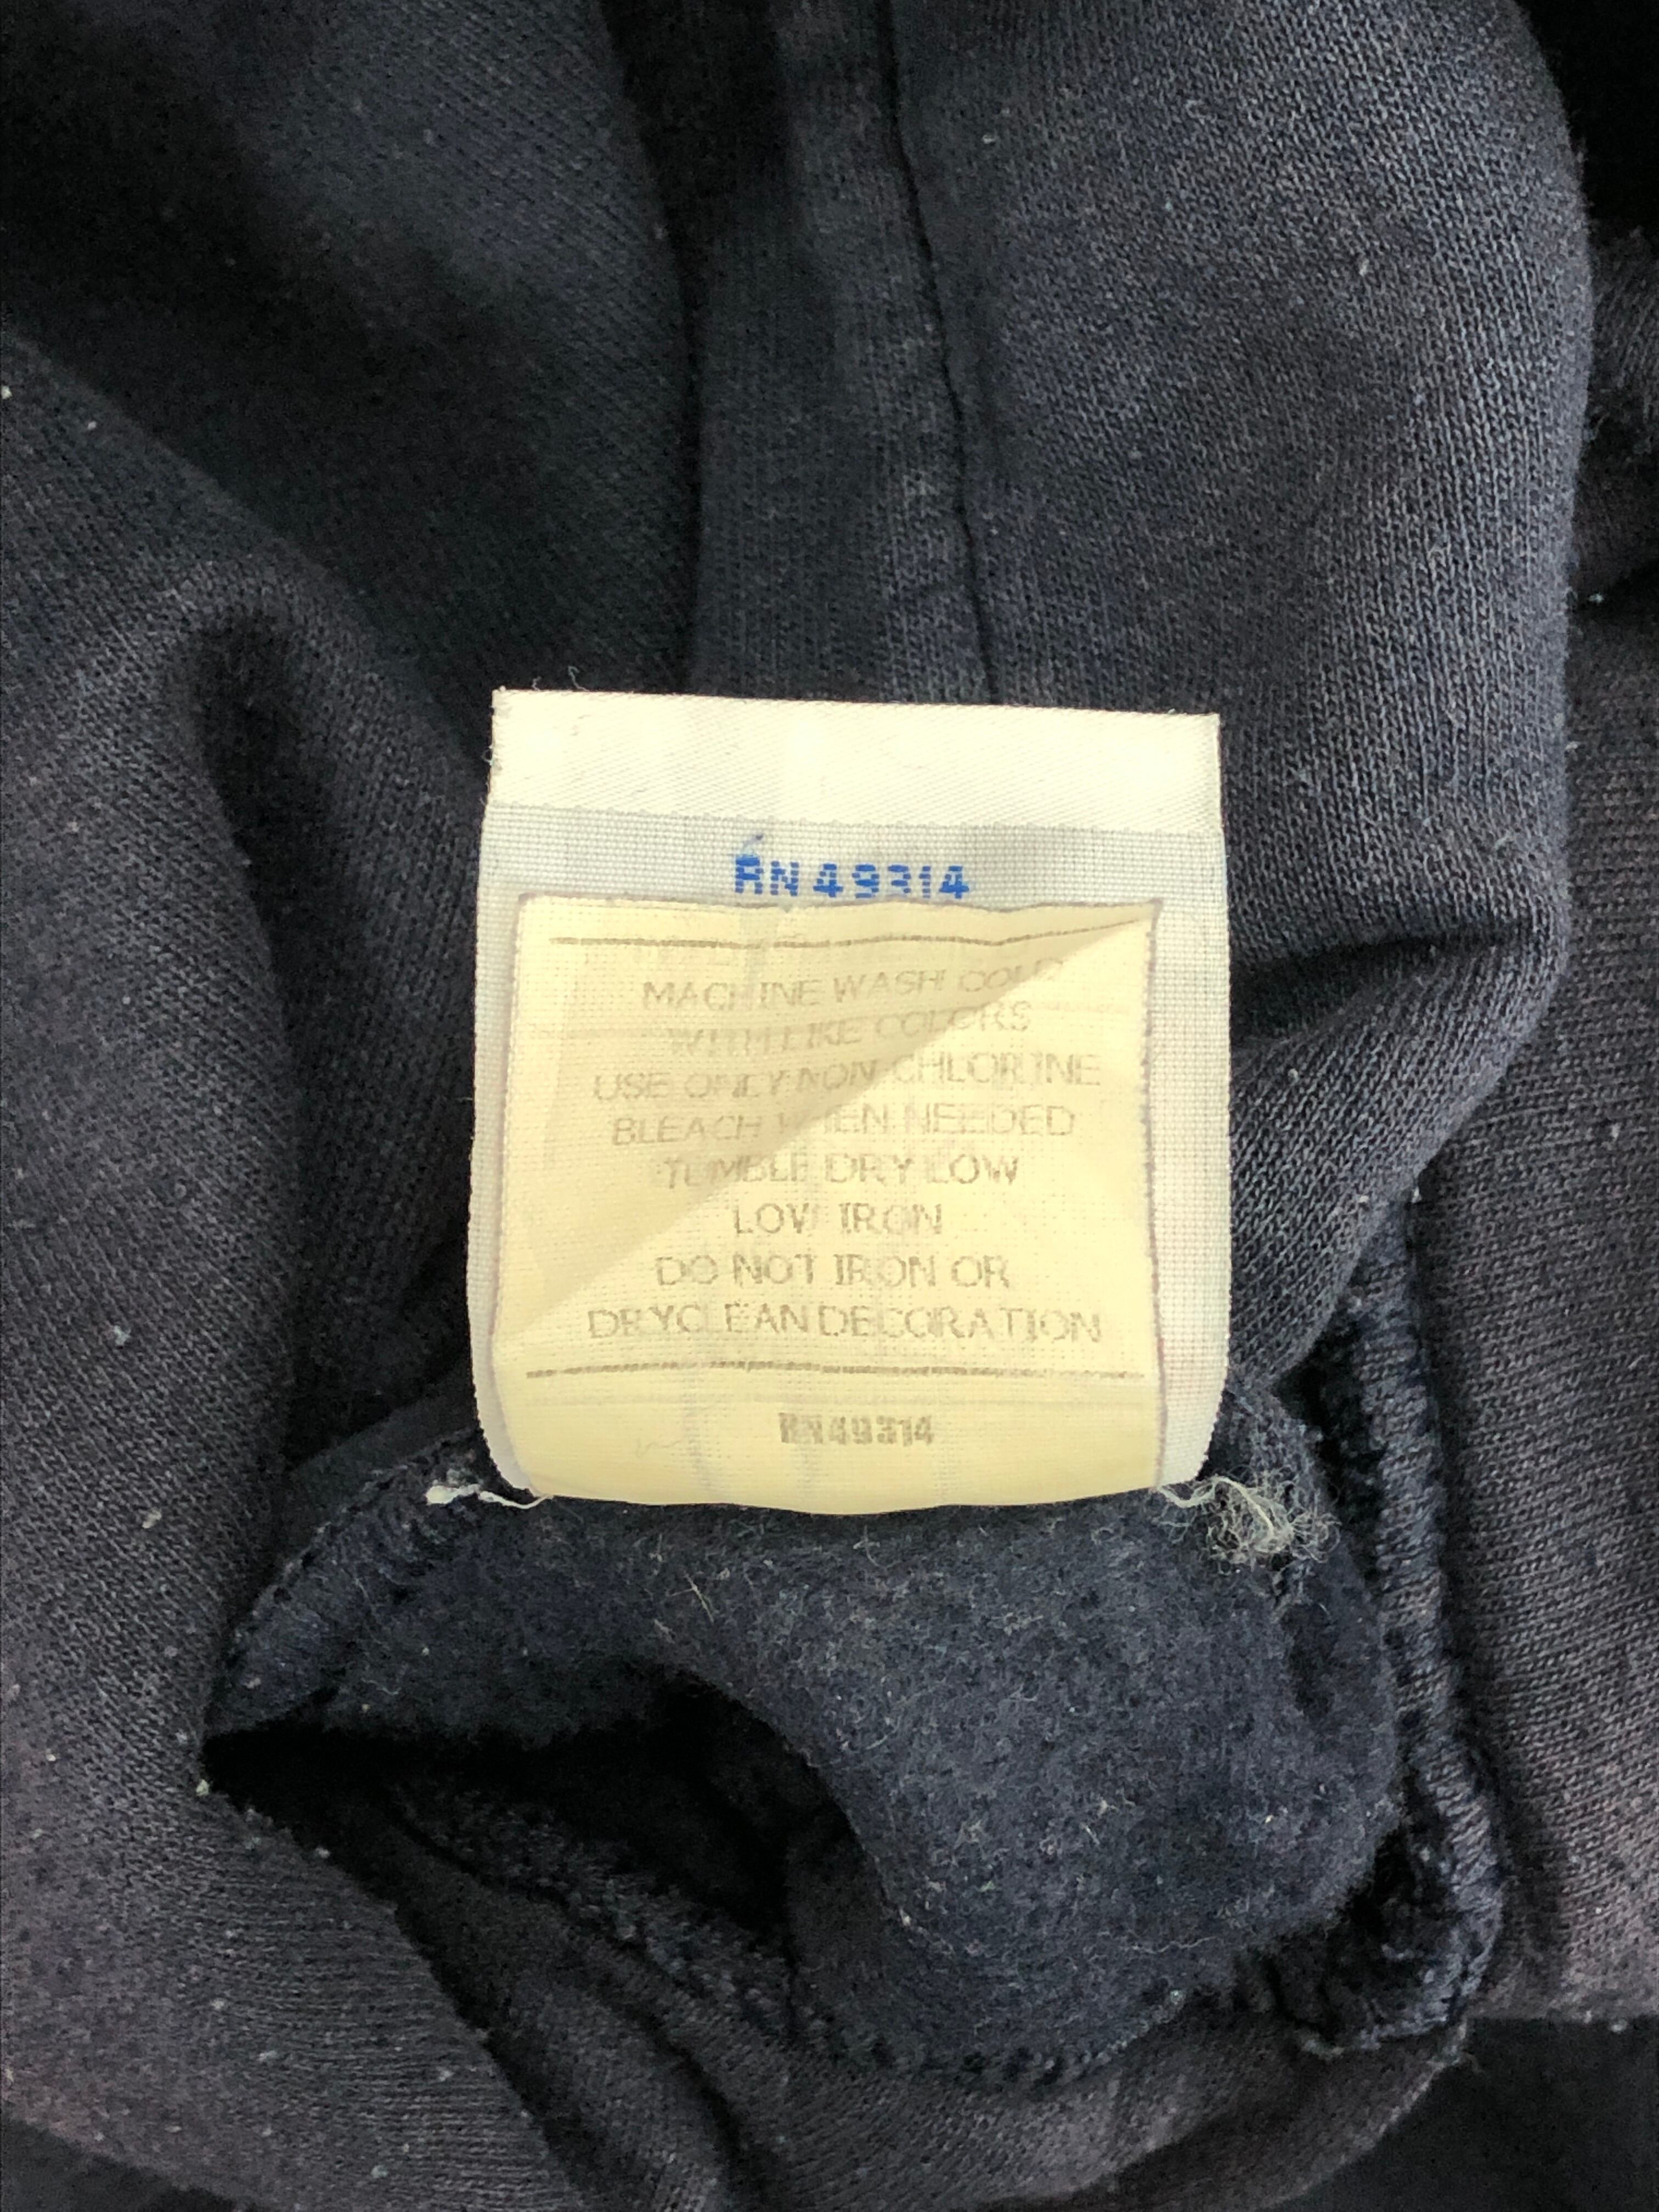 RN 49314
MACHINE WASH COLD
WITH LIKE COLORS
USE ONLY NON-CHLORINE
BLEACH WHEN NEEDED
TUMBLE DRY LOW
LOW IRON
DO NOT IRON OR
DRYCLEAN DECORATION
RN49314